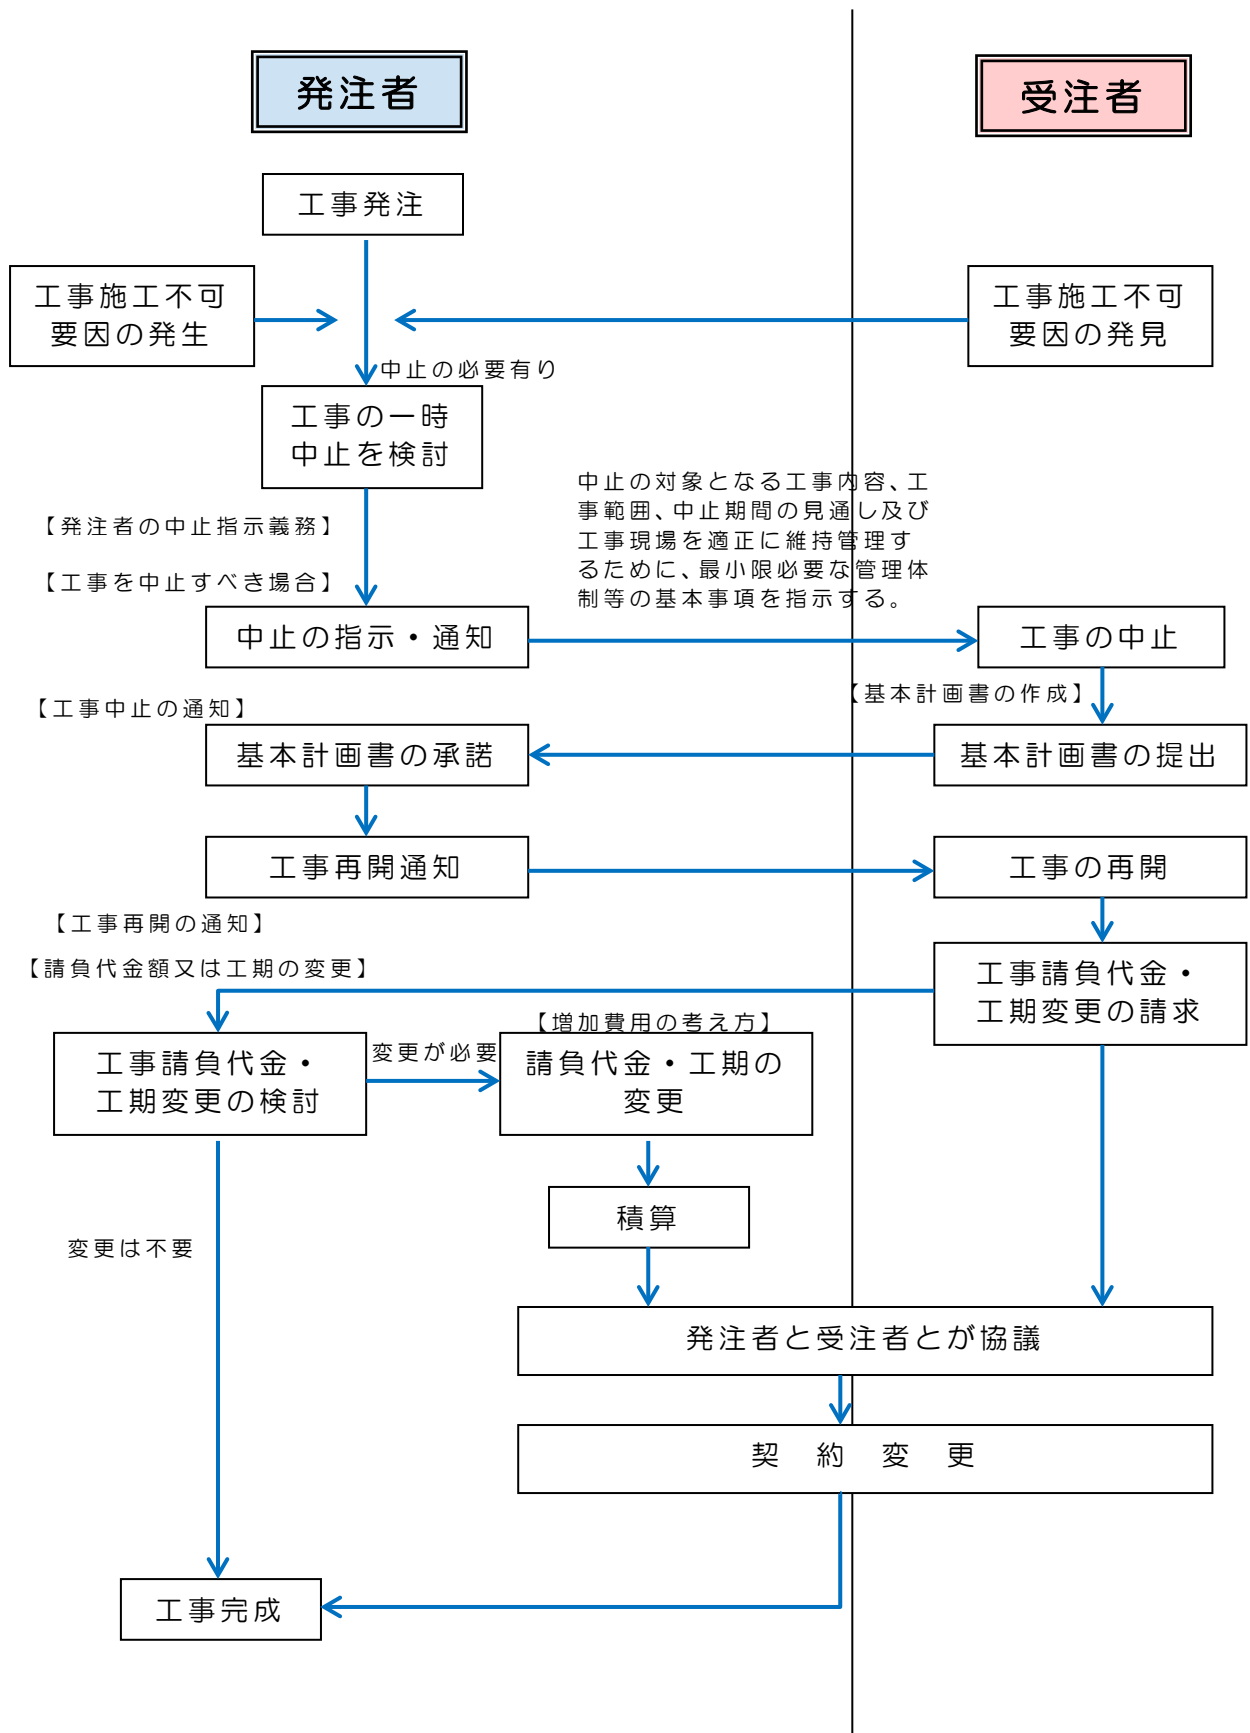 発注者
受注者
工事発注
工事施工不可
要因の発生
工事施工不可
要因の発見
中止の必要有り
工事の一時
中止を検討
中止の対象となる工事内容、工
事範囲、中止期間の見通し及び
工事現場を適正に維持管理す
るために、最小限必要な管理体
制等の基本事項を指示する。
【発注者の中止指示義務】
【工事を中止すべき場合】
中止の指示・通知
工事の中止
【基本計画書の作成】
【工事中止の通知】
基本計画書の承諾
基本計画書の提出
工事再開通知
工事の再開
【工事再開の通知】
【請負代金額又は工期の変更】
工事請負代金・
工期変更の請求
【増加費用の考え方】
工事請負代金・
工期変更の検討
変更が必要
請負代金・工期の
変更
積算
変更は不要
発注者と受注者とが協議
契　約　変　更
工事完成